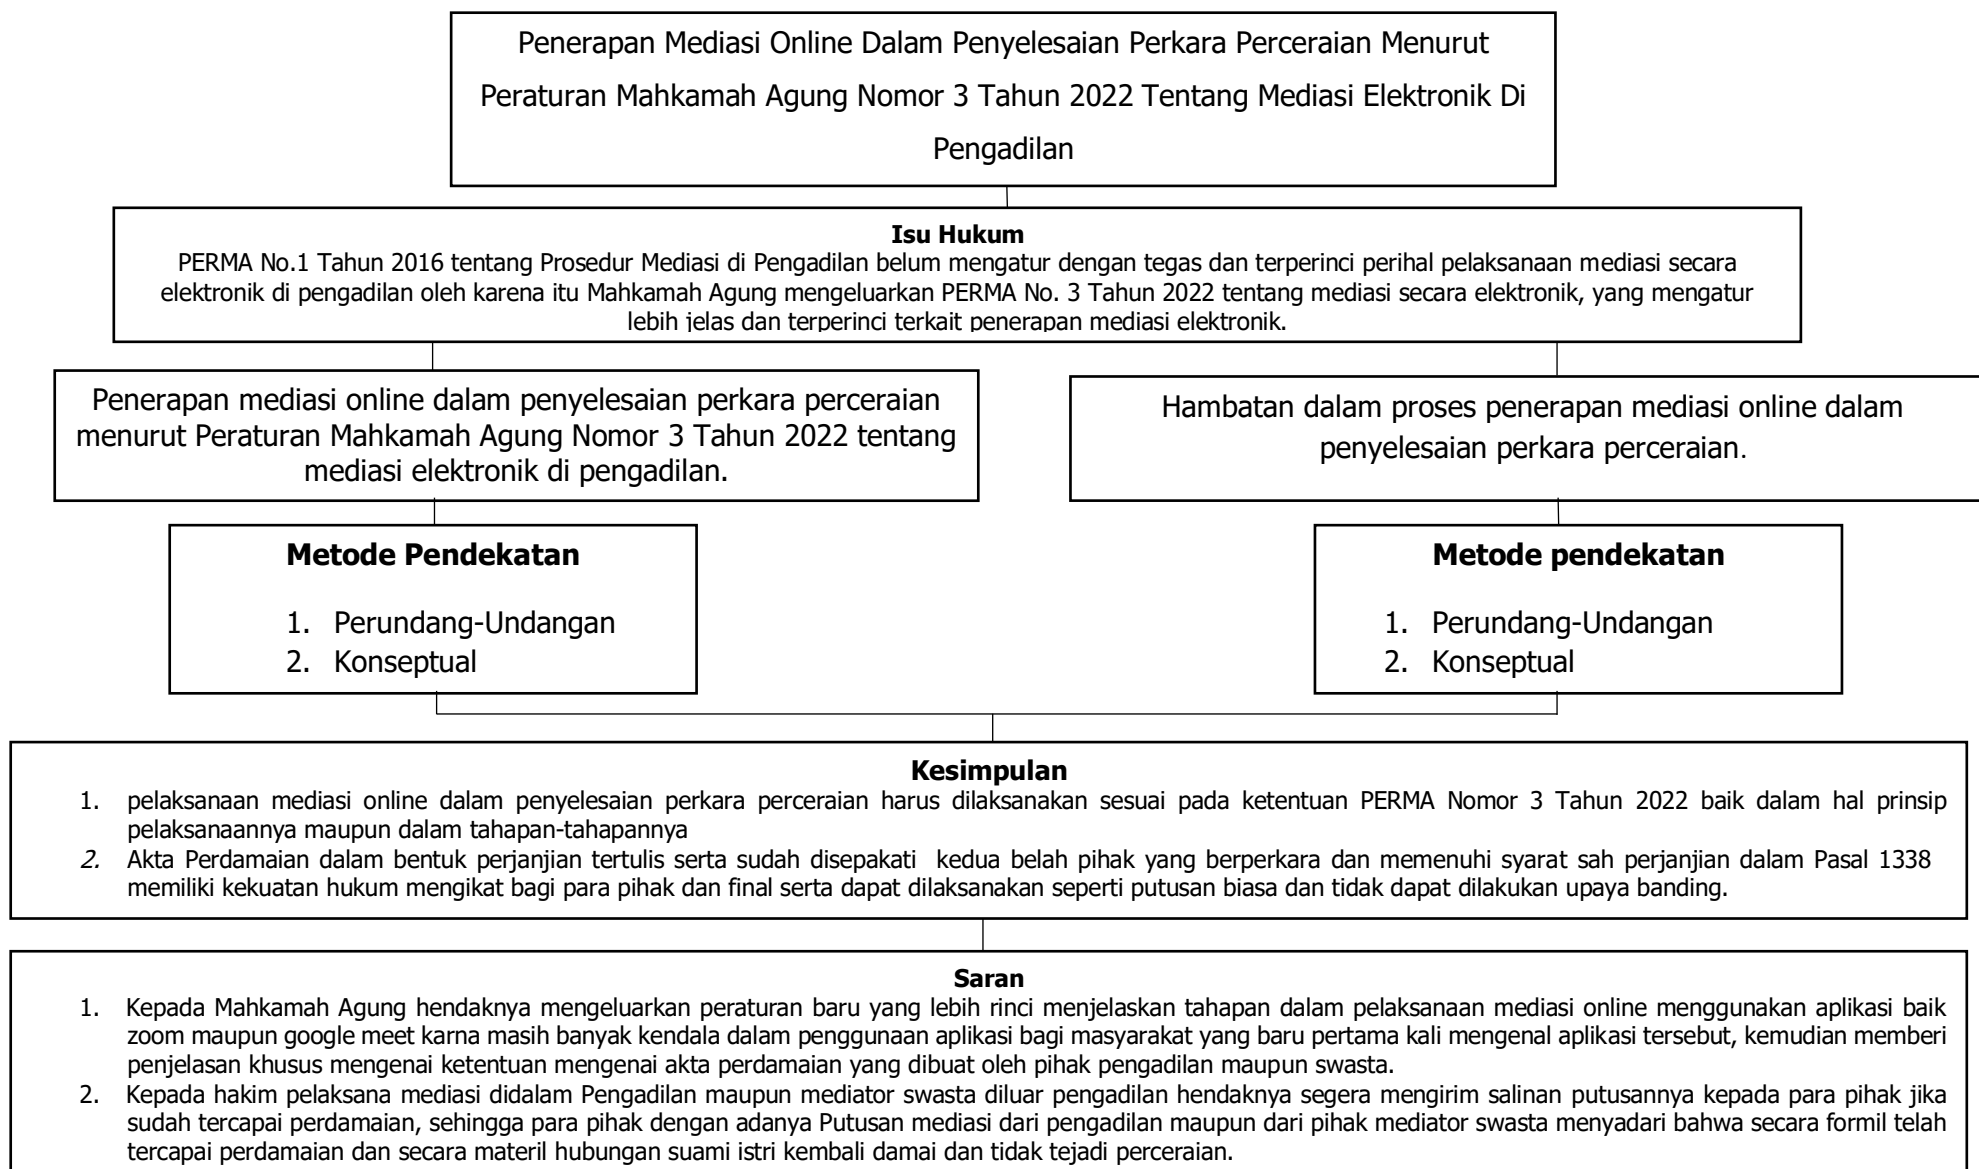 Penerapan Mediasi Online Dalam Penyelesaian Perkara Perceraian Menurut
Peraturan Mahkamah Agung Nomor 3 Tahun 2022 Tentang Mediasi Elektronik Di
Pengadilan
Isu Hukum
PERMA No.1 Tahun 2016 tentang Prosedur Mediasi di Pengadilan belum mengatur dengan tegas dan terperinci perihal pelaksanaan mediasi secara
elektronik di pengadilan oleh karena itu Mahkamah Agung mengeluarkan PERMA No. 3 Tahun 2022 tentang mediasi secara elektronik, yang mengatur
lebih jelas dan terperinci terkait penerapan mediasi elektronik.
Penerapan mediasi online dalam penyelesaian perkara perceraian
menurut Peraturan Mahkamah Agung Nomor 3 Tahun 2022 tentang
mediasi elektronik di pengadilan.
Hambatan dalam proses penerapan mediasi online dalam
penyelesaian perkara perceraian.
Metode Pendekatan
1. Perundang-Undangan
2. Konseptual
Metode pendekatan
1. Perundang-Undangan
2. Konseptual
Kesimpulan
1. pelaksanaan mediasi online dalam penyelesaian perkara perceraian harus dilaksanakan sesuai pada ketentuan PERMA Nomor 3 Tahun 2022 baik dalam hal prinsip
pelaksanaannya maupun dalam tahapan-tahapannya
2. Akta Perdamaian dalam bentuk perjanjian tertulis serta sudah disepakati kedua belah pihak yang berperkara dan memenuhi syarat sah perjanjian dalam Pasal 1338
memiliki kekuatan hukum mengikat bagi para pihak dan final serta dapat dilaksanakan seperti putusan biasa dan tidak dapat dilakukan upaya banding.
Saran
1. Kepada Mahkamah Agung hendaknya mengeluarkan peraturan baru yang lebih rinci menjelaskan tahapan dalam pelaksanaan mediasi online menggunakan aplikasi baik
zoom maupun google meet karna masih banyak kendala dalam penggunaan aplikasi bagi masyarakat yang baru pertama kali mengenal aplikasi tersebut, kemudian memberi
penjelasan khusus mengenai ketentuan mengenai akta perdamaian yang dibuat oleh pihak pengadilan maupun swasta.
2. Kepada hakim pelaksana mediasi didalam Pengadilan maupun mediator swasta diluar pengadilan hendaknya segera mengirim salinan putusannya kepada para pihak jika
sudah tercapai perdamaian, sehingga para pihak dengan adanya Putusan mediasi dari pengadilan maupun dari pihak mediator swasta menyadari bahwa secara formil telah
tercapai perdamaian dan secara materil hubungan suami istri kembali damai dan tidak tejadi perceraian.